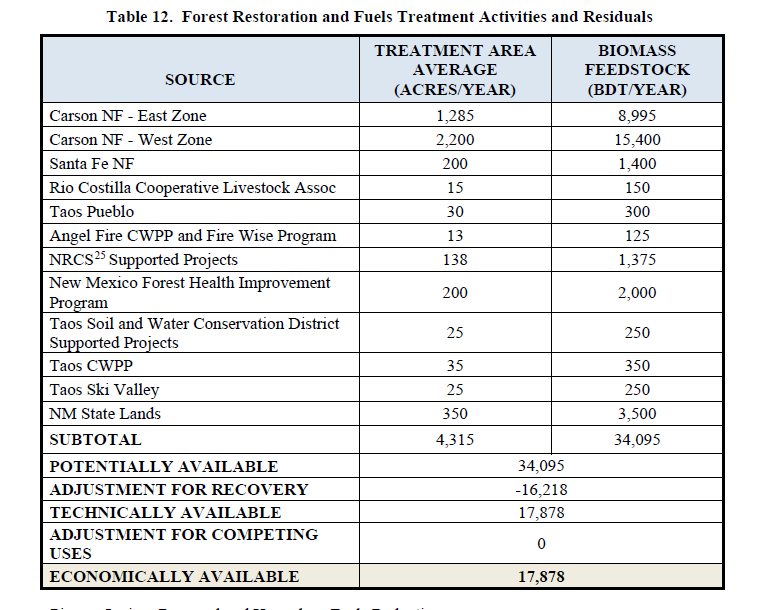 Table 12. Forest Restoration and Fuels Treatment Activities and Residuals
SOURCE
TREATMENT AREA
AVERAGE
(ACRES/YEAR)
BIOMASS
FEEDSTOCK
(BDT/YEAR)
Carson NF - East Zone 1,285 8,995
Carson NF - West Zone 2,200 15,400
Santa Fe NF 200 1,400
Rio Costilla Cooperative Livestock Assoc 15 150
Taos Pueblo 30 300
Angel Fire CWPP and Fire Wise Program 13 125
NRCS25 Supported Projects 138 1,375
New Mexico Forest Health Improvement
Program 200 2,000
Taos Soil and Water Conservation District
Supported Projects 25 250
Taos CWPP 35 350
Taos Ski Valley 25 250
NM State Lands 350 3,500
SUBTOTAL 4,315 34,095
POTENTIALLY AVAILABLE 34,095
ADJUSTMENT FOR RECOVERY -16,218
TECHNICALLY AVAILABLE 17,878
ADJUSTMENT FOR COMPETING
USES 0
ECONOMICALLY AVAILABLE 17,878